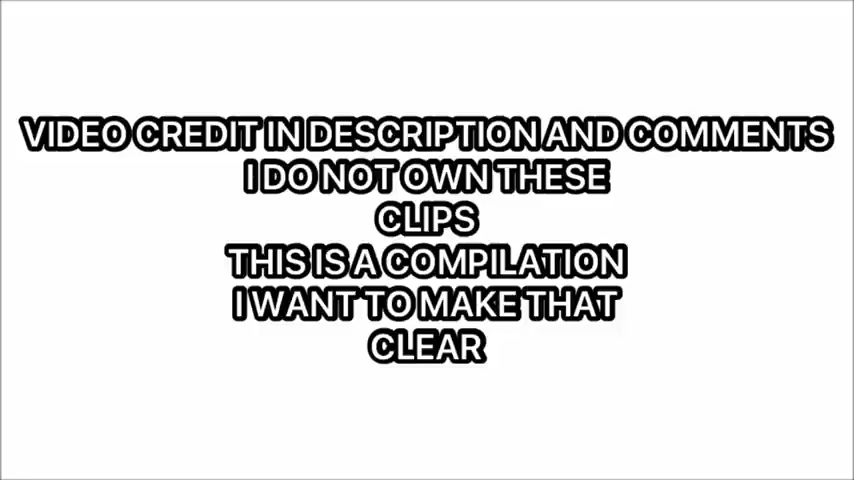 VIDEO CREDIT IN DESCRIPTION AND COMMENTS
I DO NOT OWN THESE
CLIPS
THIS IS A COMPILATION
I WANT TO MAKE THAT
CLEAR